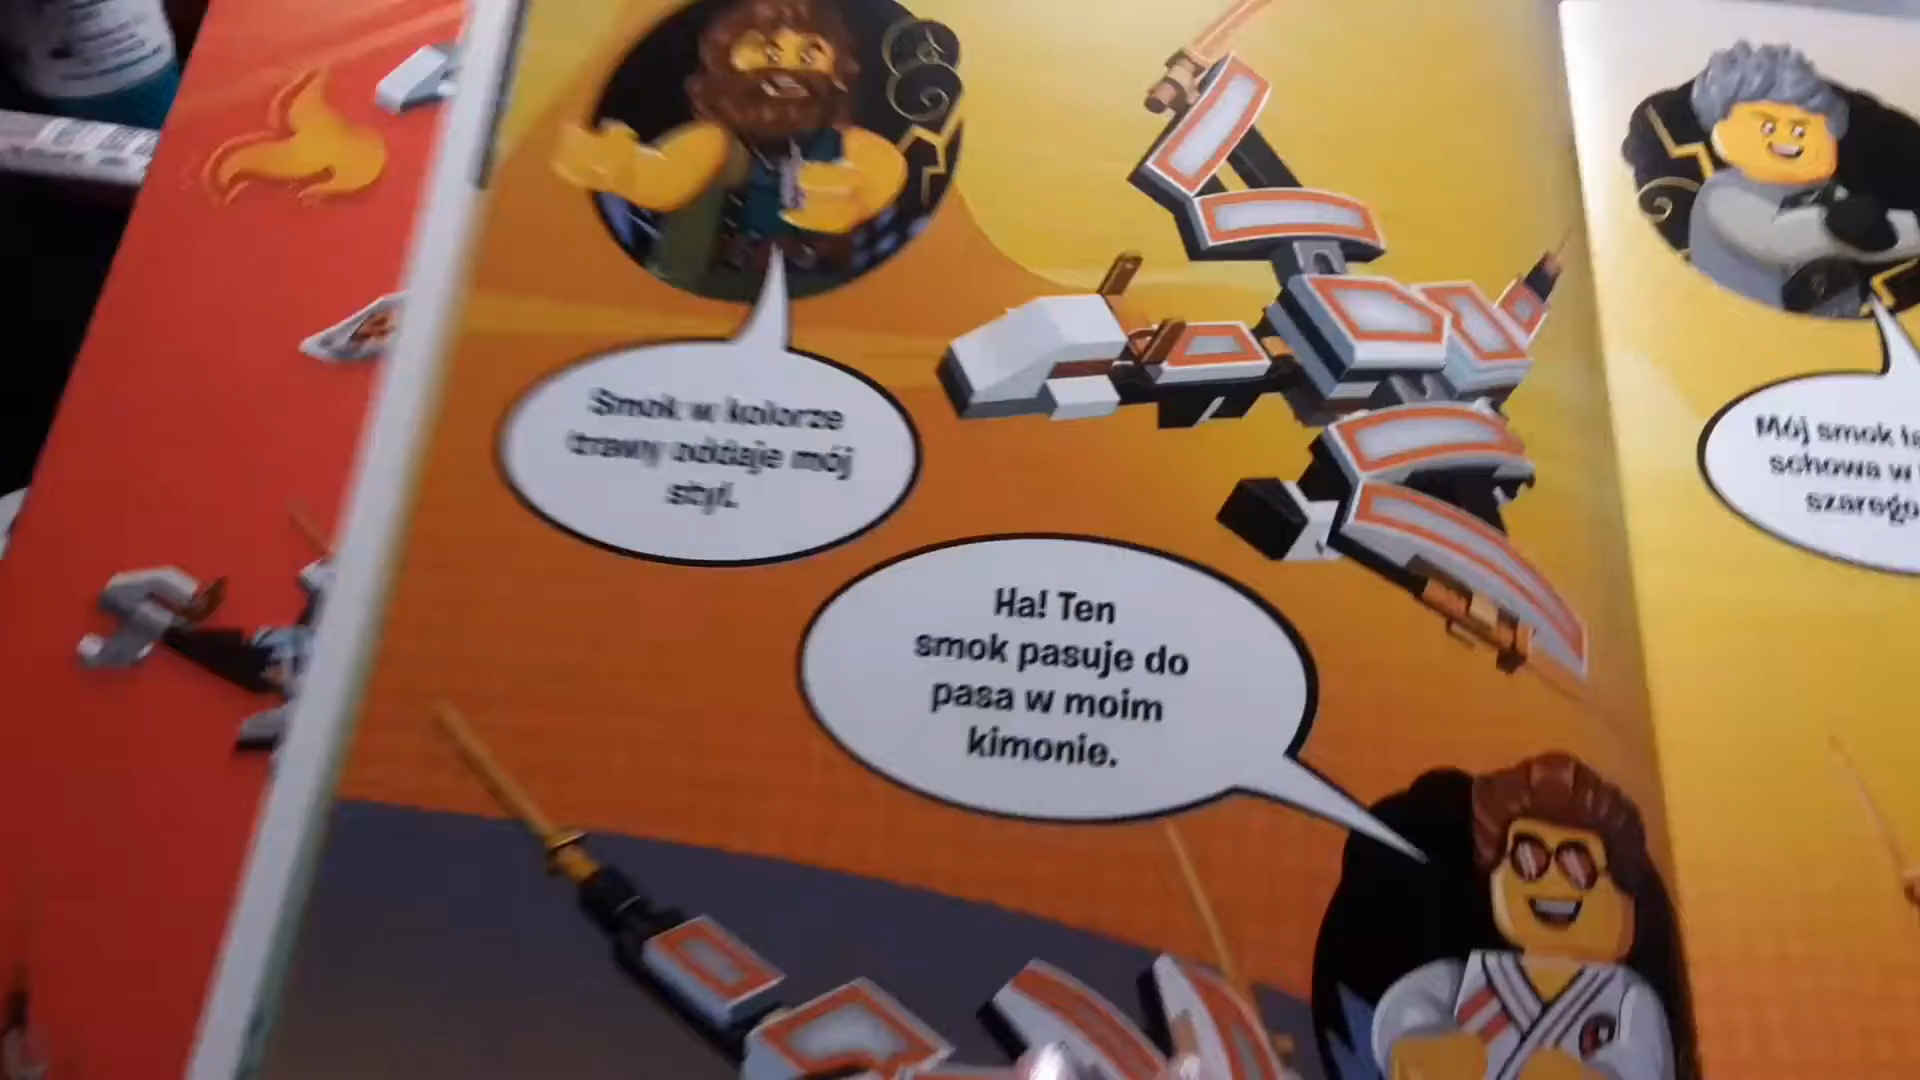 Smok w kolorze
trawy oddaje mój
styl.
Ha! Ten
smok pasuje do
pasa w moim
kimonie.
Mój smok
schowa w
szarego